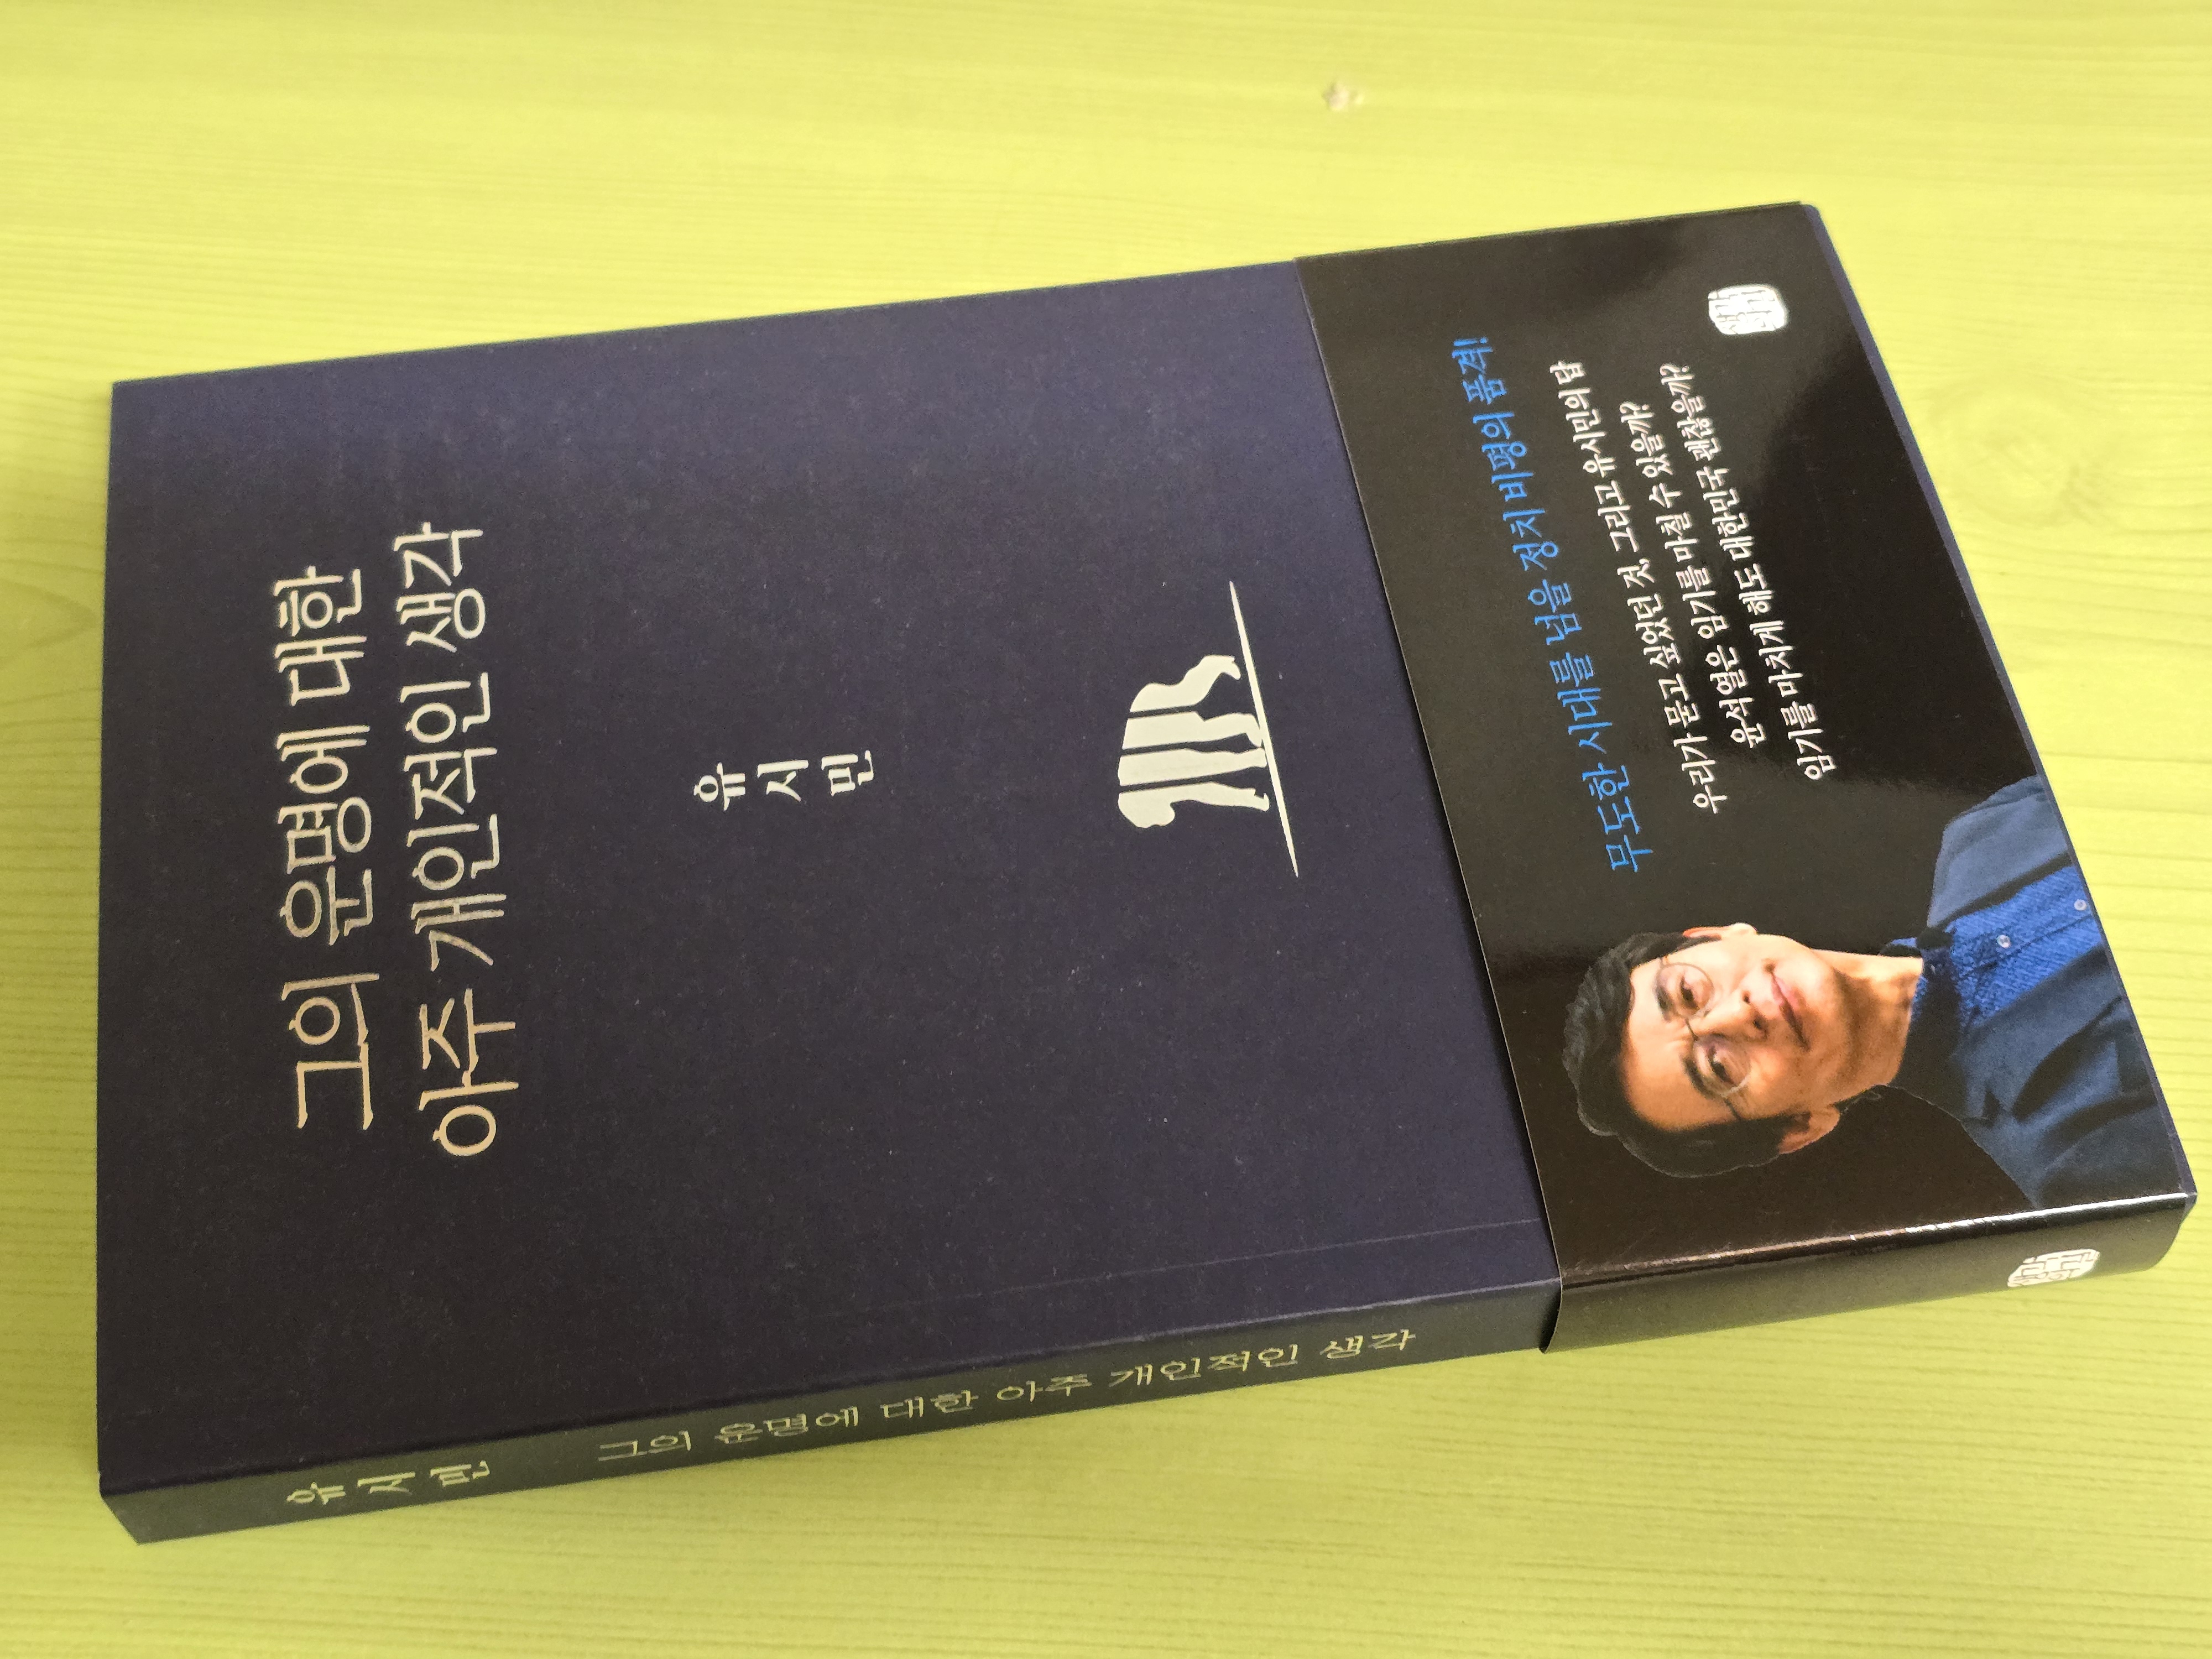 그의 운명에 대한
아주 개인적인 생각
유시민
무도한 시대를 넘을 정치 비평의 품격!
우리가 묻고 싶었던 것, 그리고 유시민의 답
윤석열은 임기를 마칠 수 있을까?
임기를 마치게 해도 대한민국 괜찮을까?
유시민 그의 운명에 대한 아주 개인적인 생각